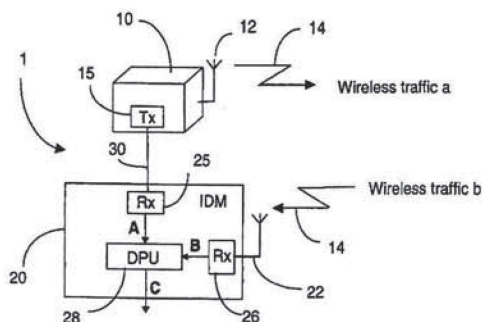 10
12
14
1
15
Tx
Wireless traffic a
30
25
Rx
IDM
Wireless traffic b
A
20
DPU
B
Rx
14
C
28
26
22